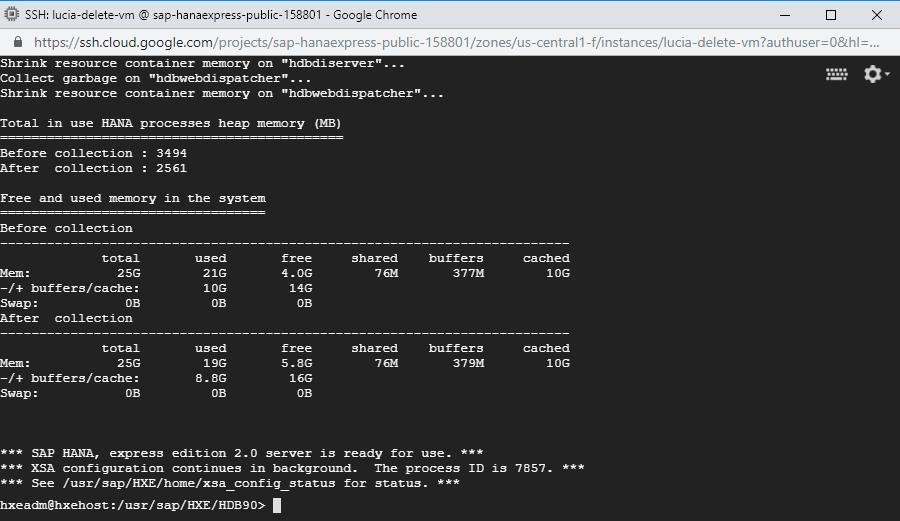 SSH: lucia-delete-vm @ sap-hanaexpress-public-158801 - Google Chrome
https://ssh.cloud.google.com/projects/sap-hanaexpress-public-158801/zones/us-central1-f/instances/lucia-delete-vm?authuser=0&hl=...
Shrink resource container memory on "hdbdiserver"...
Collect garbage on "hdbwebdispatcher"...
Shrink resource container memory on "hdbwebdispatcher"...
Total in use HANA processes heap memory (MB)
============================================
Before collection : 3494
After  collection : 2561
Free and used memory in the system
==================================
Before collection
-------------------------------------------------------------------------
             total       used       free     shared    buffers     cached
Mem:           25G        21G       4.0G        76M       377M        10G
-/+ buffers/cache:        10G        14G
Swap:           0B         0B         0B
After  collection
-------------------------------------------------------------------------
             total       used       free     shared    buffers     cached
Mem:           25G        19G       5.8G        76M       379M        10G
-/+ buffers/cache:       8.8G        16G
Swap:           0B         0B         0B
*** SAP HANA, express edition 2.0 server is ready for use. ***
*** XSA configuration continues in background.  The process ID is 7857. ***
*** See /usr/sap/HXE/home/xsa_config_status for status. ***
hxeadm@hxehost:/usr/sap/HXE/HDB90>